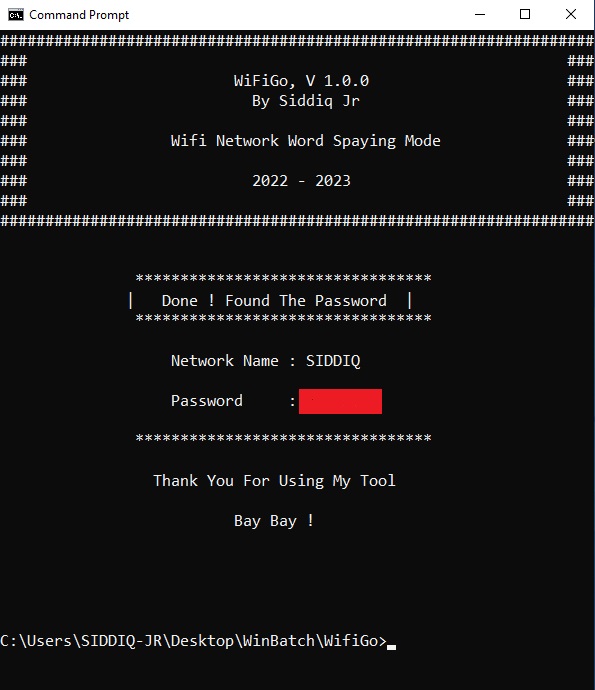 Command Prompt
##################################################################
### ###
### WiFiGo, V 1.0.0 ###
### By Siddiq Jr ###
### ###
### Wifi Network Word Spaying Mode ###
### ###
### 2022 - 2023 ###
### ###
##################################################################
*********************************
| Done ! Found The Password |
*********************************
Network Name : SIDDIQ
Password :
*********************************
Thank You For Using My Tool
Bay Bay !
C:\Users\SIDDIQ-JR\Desktop\WinBatch\WifiGo>